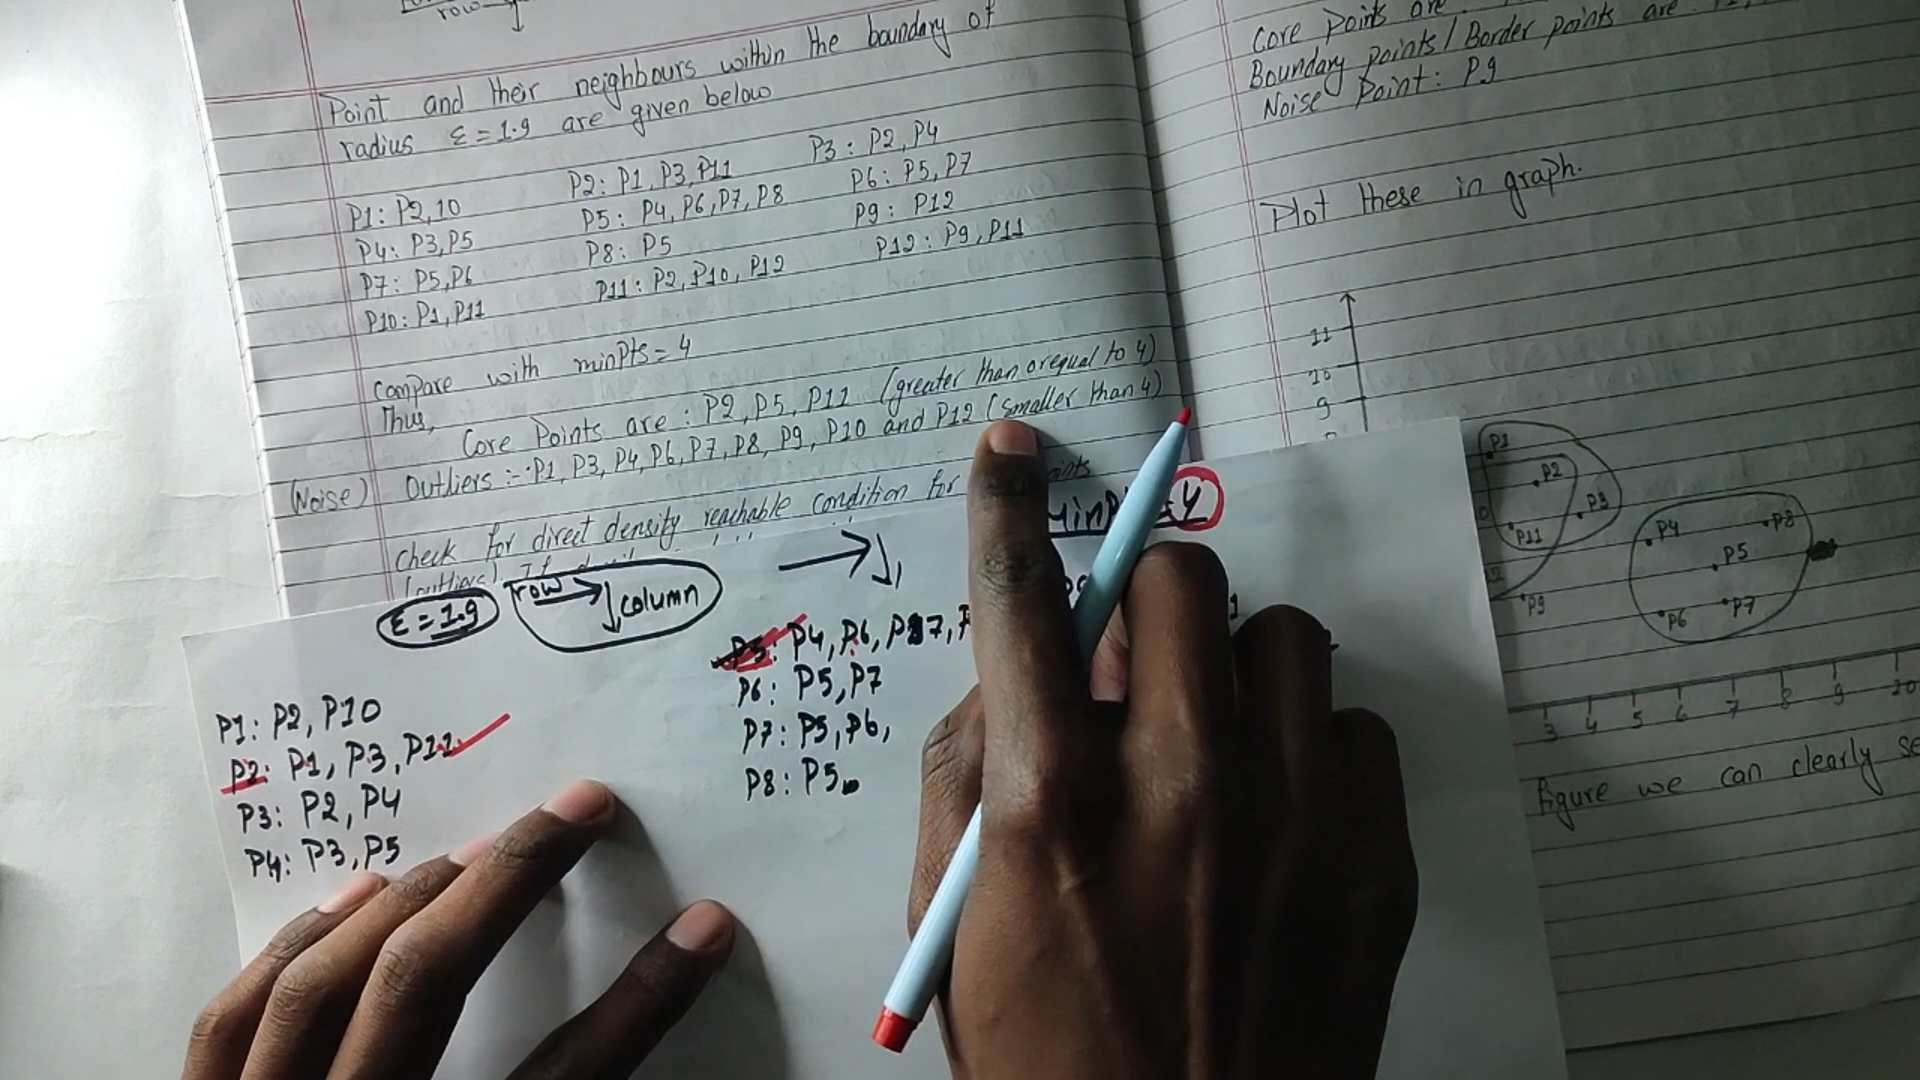 row
Point and their neighbours within the boundary of
radius ε = 1.9 are given below
P1: P2, 10 P2: P1, P3, P11 P3: P2, P4
P4: P3, P5 P5: P4, P6, P7, P8 P6: P5, P7
P7: P5, P6 P8: P5 P9: P12
P10: P1, P11 P11: P2, P10, P12 P12: P9, P11
Compare with minPts = 4
Thus,
Core Points are: P2, P5, P11 (greater than or equal to 4)
(Noise) Outliers :- P1, P3, P4, P6, P7, P8, P9, P10 and P12 (smaller than 4)
check for direct density reachable condition for
(outliers)
Core Points are
Boundary points / Border points are
Noise Point: P9
Plot these in graph.
11
10
9
P1
P2
P3
P11
P9
P4
P8
P5
P6
P7
3 4 5 6 7 8 9 10
figure we can clearly se
ε = 1.9
row
column
= 4
P1: P2, P10
P2: P1, P3, P11
P3: P2, P4
P4: P3, P5
P5: P4, P6, P7,
P6: P5, P7
P7: P5, P6,
P8: P5